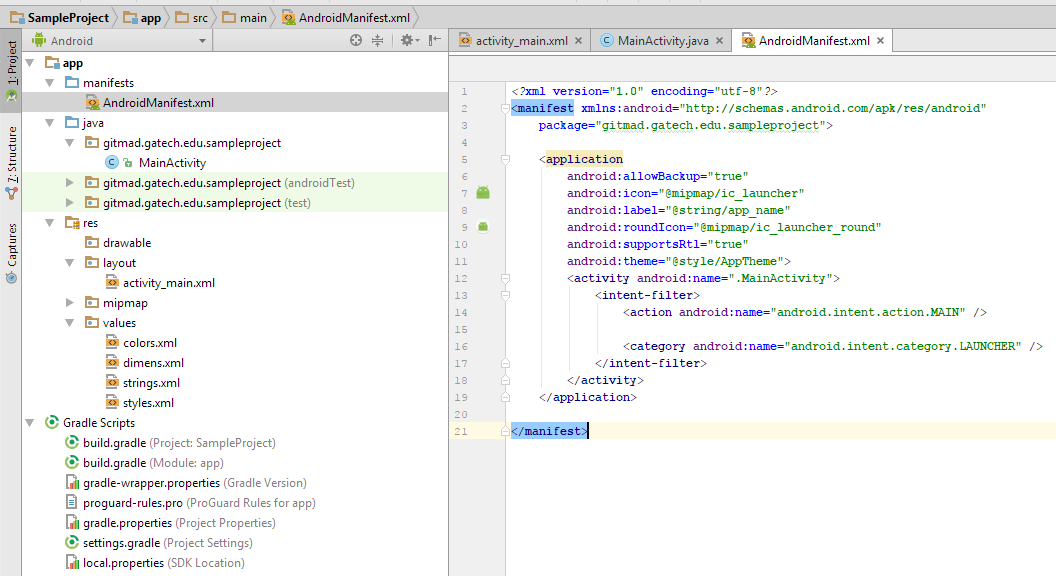 SampleProject app src main AndroidManifest.xml
Android
activity_main.xml MainActivity.java AndroidManifest.xml
1: Project
7: Structure
Captures
app
manifests
AndroidManifest.xml
java
gitmad.gatech.edu.sampleproject
MainActivity
gitmad.gatech.edu.sampleproject (androidTest)
gitmad.gatech.edu.sampleproject (test)
res
drawable
layout
activity_main.xml
mipmap
values
colors.xml
dimens.xml
strings.xml
styles.xml
Gradle Scripts
build.gradle (Project: SampleProject)
build.gradle (Module: app)
gradle-wrapper.properties (Gradle Version)
proguard-rules.pro (ProGuard Rules for app)
gradle.properties (Project Properties)
settings.gradle (Project Settings)
local.properties (SDK Location)
1 <?xml version="1.0" encoding="utf-8"?>
2 <manifest xmlns:android="http://schemas.android.com/apk/res/android"
3 package="gitmad.gatech.edu.sampleproject">
4
5 <application
6 android:allowBackup="true"
7 android:icon="@mipmap/ic_launcher"
8 android:label="@string/app_name"
9 android:roundIcon="@mipmap/ic_launcher_round"
10 android:supportsRtl="true"
11 android:theme="@style/AppTheme">
12 <activity android:name=".MainActivity">
13 <intent-filter>
14 <action android:name="android.intent.action.MAIN" />
15
16 <category android:name="android.intent.category.LAUNCHER" />
17 </intent-filter>
18 </activity>
19 </application>
20
21 </manifest>